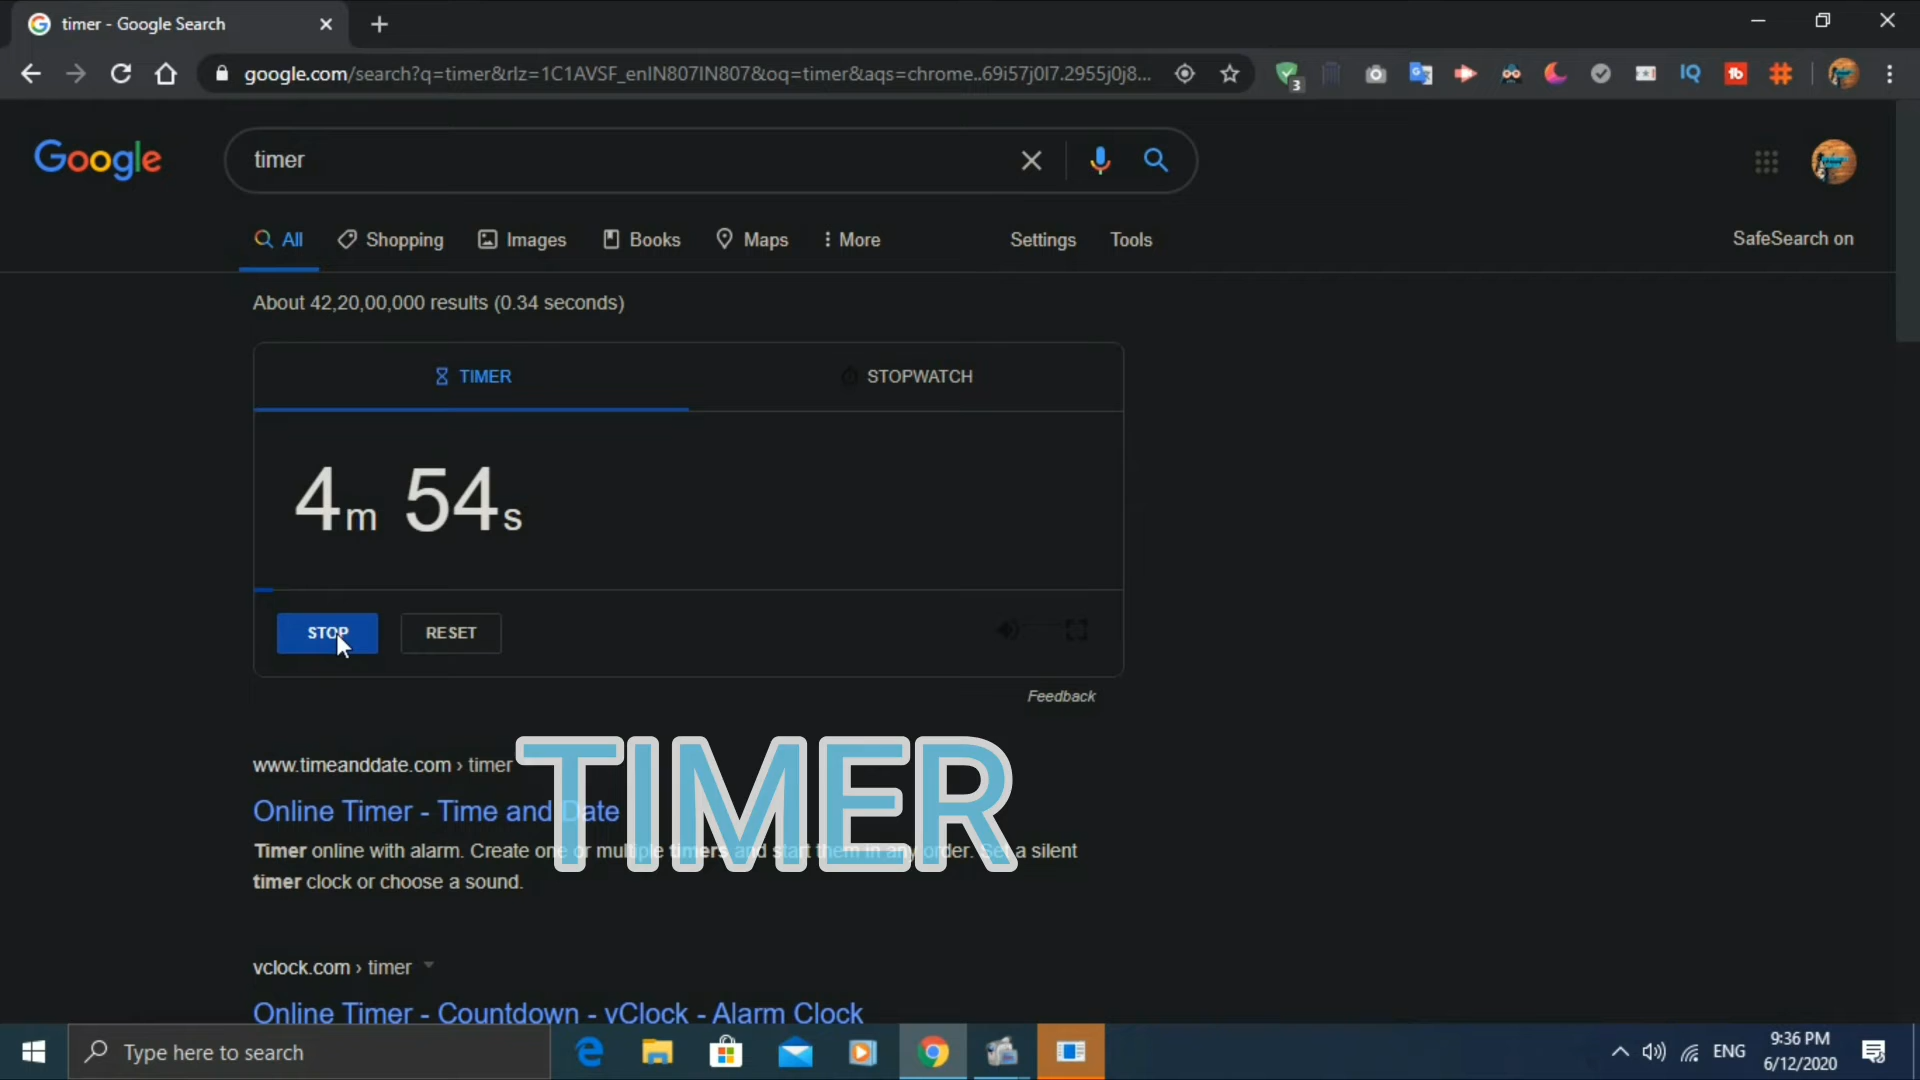 timer - Google Search
google.com/search?q=timer&rlz=1C1AVSF_enIN807IN807&oq=timer&aqs=chrome..69i57j0l7.2955j0j8...
3
IQ
tb
Google
timer
All
Shopping
Images
Books
Maps
More
Settings
Tools
SafeSearch on
About 42,20,00,000 results (0.34 seconds)
TIMER
STOPWATCH
4m 54s
STOP
RESET
Feedback
www.timeanddate.com › timer
Online Timer - Time and Date
TIMER
Timer online with alarm. Create one or multiple timers and start them in any order. Set a silent
timer clock or choose a sound.
vclock.com › timer
Online Timer - Countdown - vClock - Alarm Clock
Type here to search
ENG
9:36 PM
6/12/2020